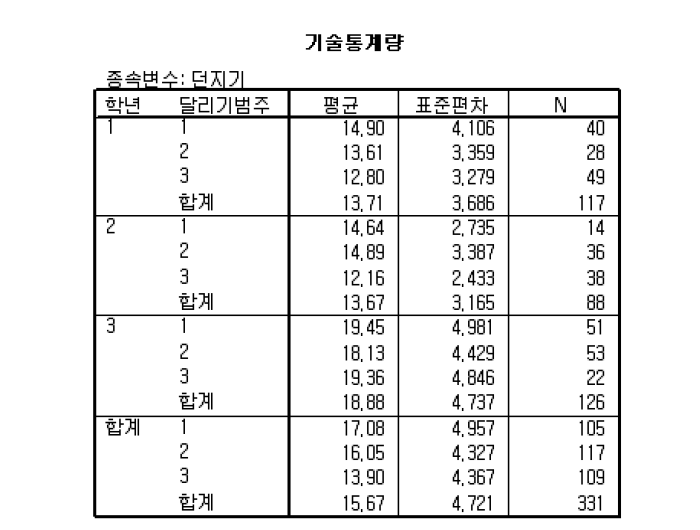 기술통계량
종속변수: 던지기
학년 달리기범주 평균 표준편차 N
1 1 14,90 4,106 40
2 13,61 3,359 28
3 12,80 3,279 49
합계 13,71 3,686 117
2 1 14,64 2,735 14
2 14,89 3,387 36
3 12,16 2,433 38
합계 13,67 3,165 88
3 1 19,45 4,981 51
2 18,13 4,429 53
3 19,36 4,846 22
합계 18,88 4,737 126
합계 1 17,08 4,957 105
2 16,05 4,327 117
3 13,90 4,367 109
합계 15,67 4,721 331